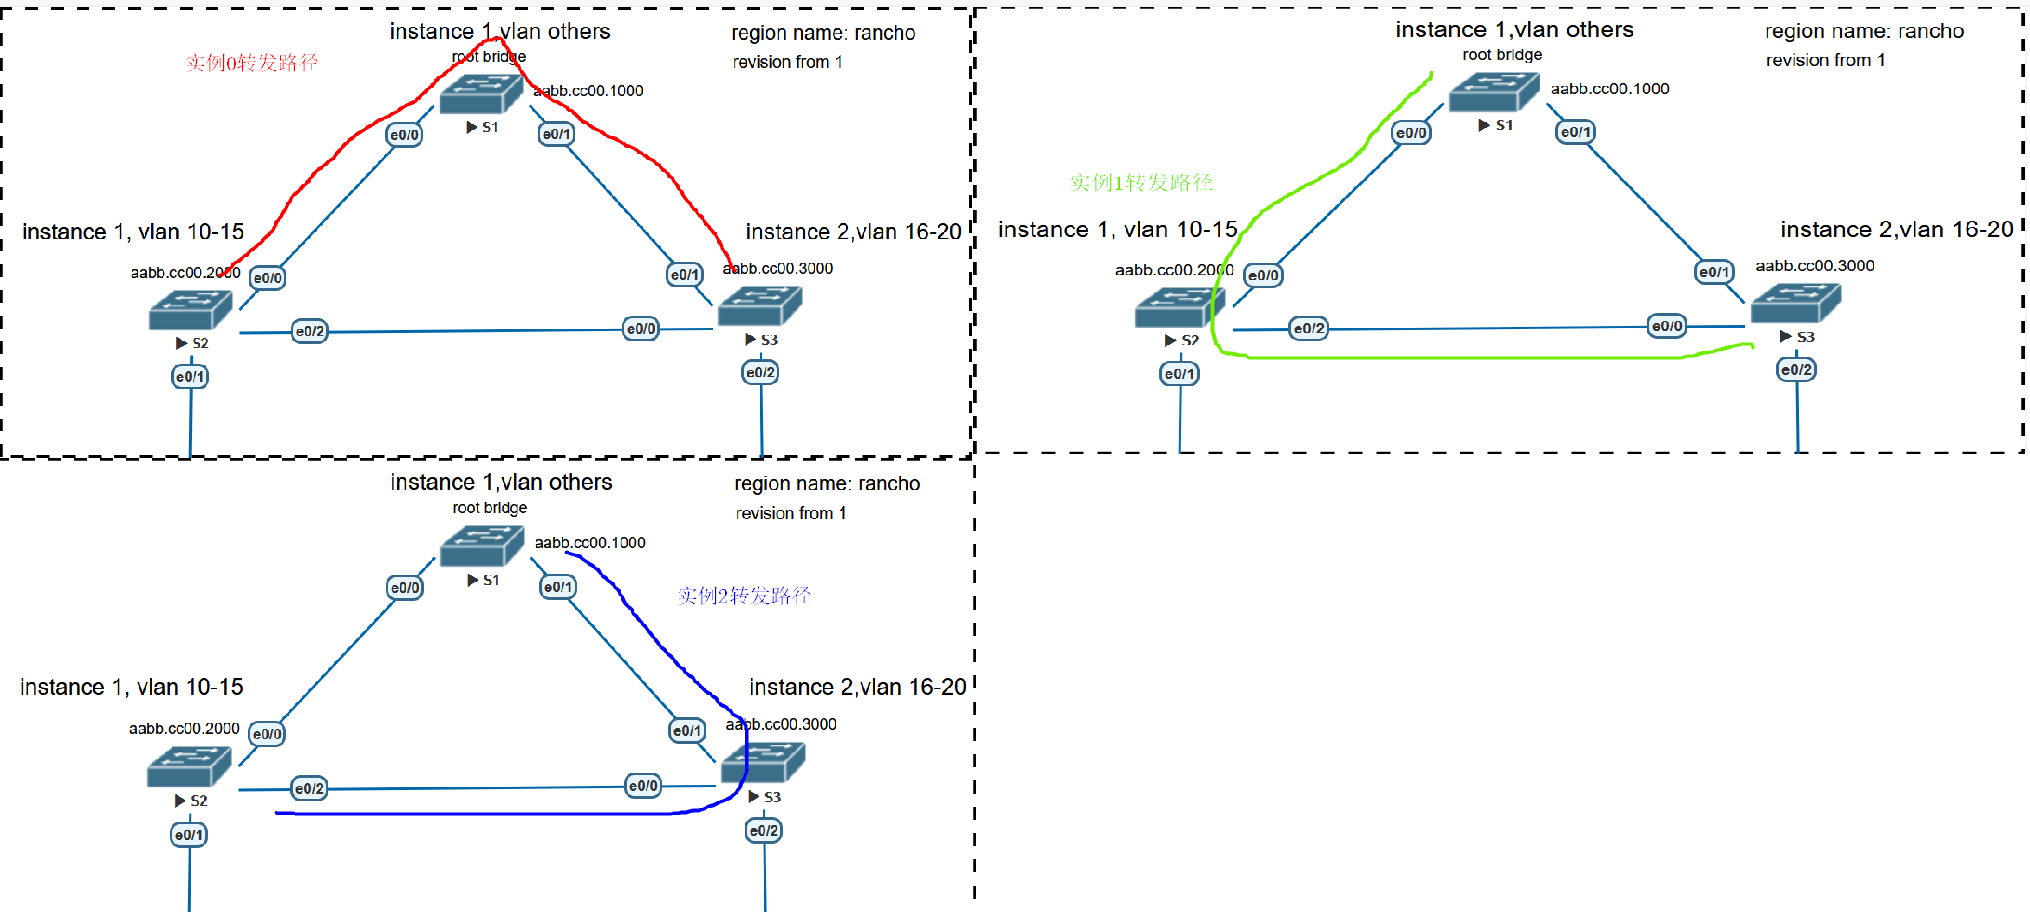 instance 1,vlan others
region name: rancho
root bridge
revision from 1
实例0转发路径
aabb.cc00.1000
S1
e0/0
e0/1
instance 1, vlan 10-15
instance 2,vlan 16-20
aabb.cc00.2000
e0/0
e0/1
aabb.cc00.3000
e0/2
e0/0
S2
S3
e0/1
e0/2
instance 1,vlan others
region name: rancho
root bridge
revision from 1
aabb.cc00.1000
S1
e0/0
e0/1
实例1转发路径
instance 1, vlan 10-15
instance 2,vlan 16-20
aabb.cc00.2000
e0/0
e0/1
aabb.cc00.3000
e0/2
e0/0
S2
S3
e0/1
e0/2
instance 1,vlan others
region name: rancho
root bridge
revision from 1
aabb.cc00.1000
S1
e0/0
e0/1
实例2转发路径
instance 1, vlan 10-15
instance 2,vlan 16-20
aabb.cc00.2000
e0/0
e0/1
aabb.cc00.3000
e0/2
e0/0
S2
S3
e0/1
e0/2